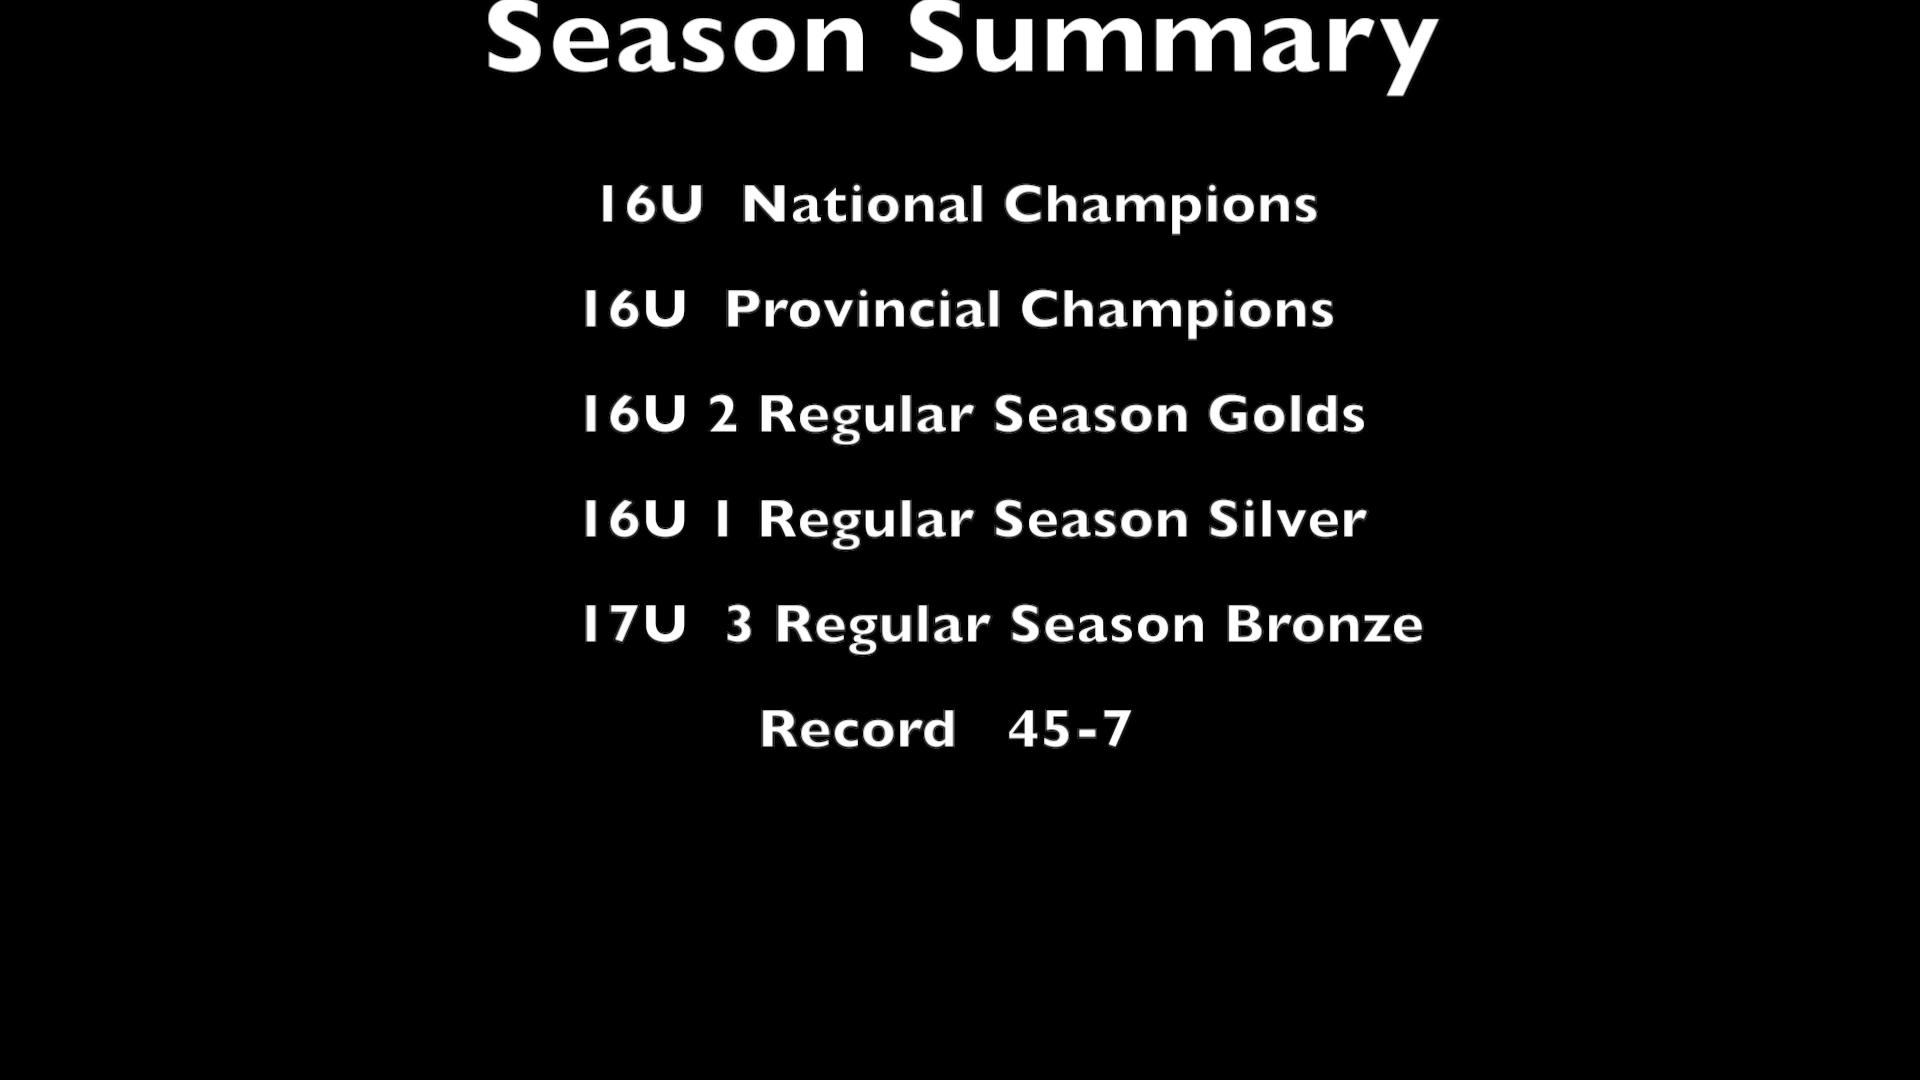 Season Summary
16U National Champions
16U Provincial Champions
16U 2 Regular Season Golds
16U 1 Regular Season Silver
17U 3 Regular Season Bronze
Record 45-7